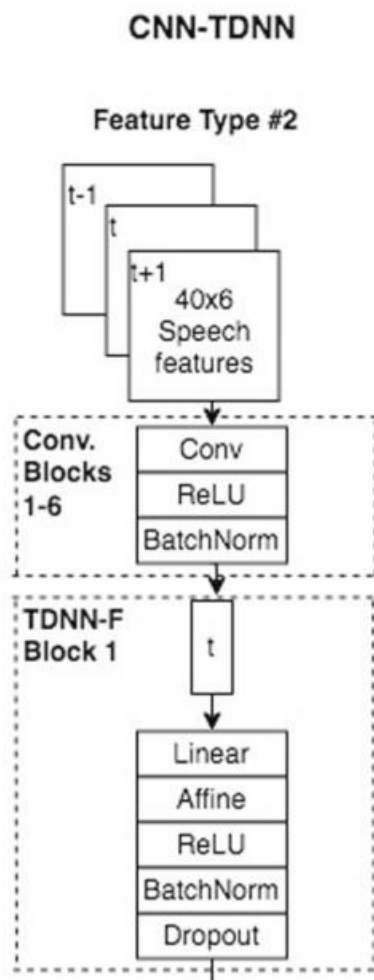 CNN-TDNN
Feature Type #2
t-1
t
t+1
40x6
Speech
features
Conv.
Blocks
1-6
Conv
ReLU
BatchNorm
TDNN-F
Block 1
t
Linear
Affine
ReLU
BatchNorm
Dropout